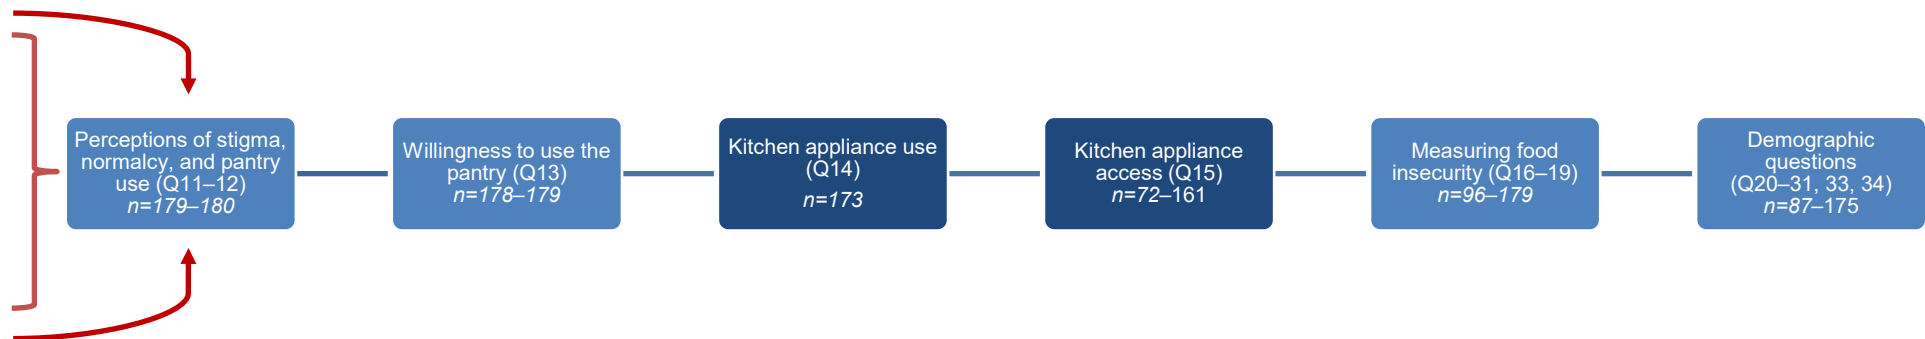 Perceptions of stigma,
normalcy, and pantry
use (Q11–12)
n=179–180
Willingness to use the
pantry (Q13)
n=178–179
Kitchen appliance use
(Q14)
n=173
Kitchen appliance
access (Q15)
n=72–161
Measuring food
insecurity (Q16–19)
n=96–179
Demographic
questions
(Q20–31, 33, 34)
n=87–175